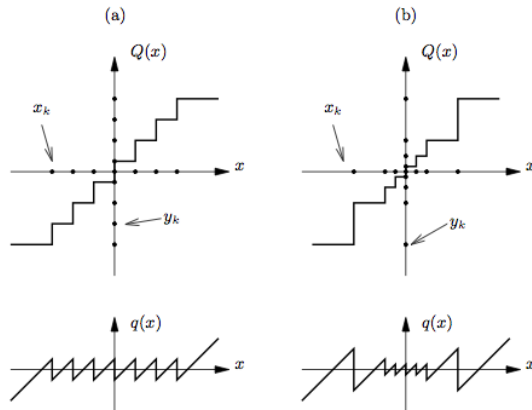 (a) (b)
Q(x) Q(x)
x_k x_k
x x
y_k y_k
q(x) q(x)
x x